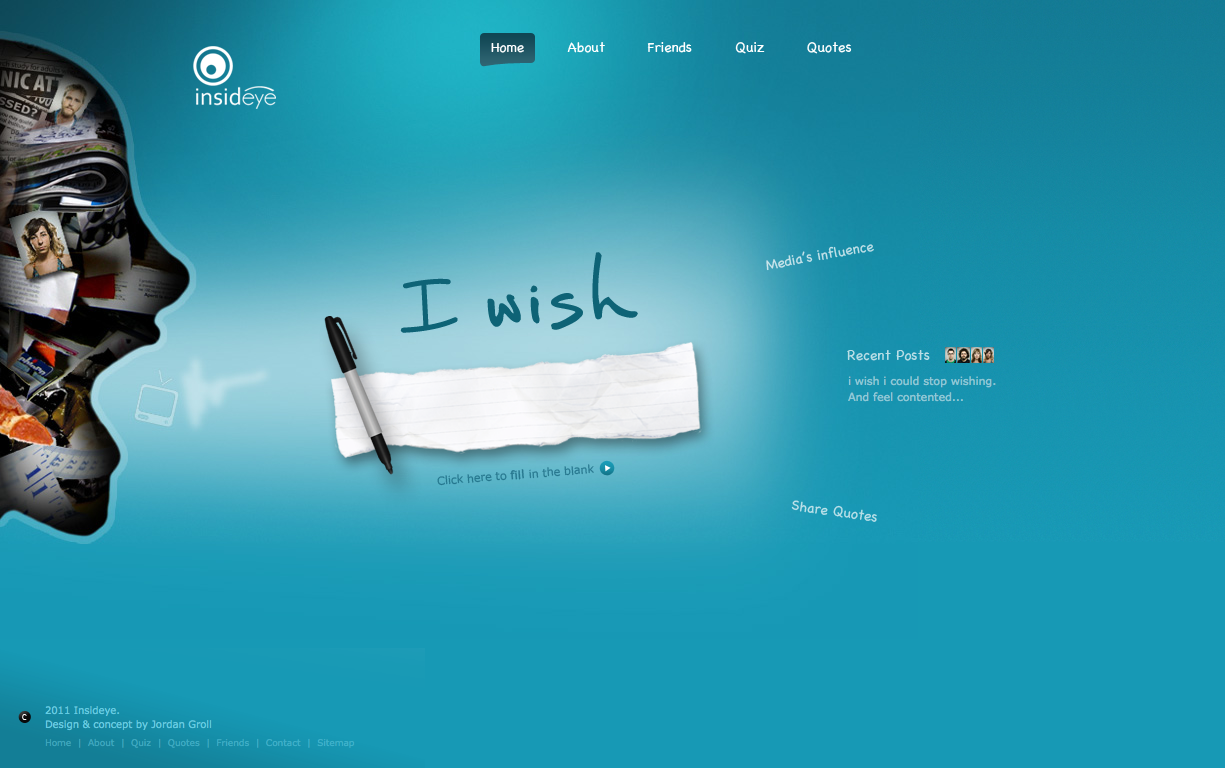 Home About Friends Quiz Quotes
insideye
NIC AT
I wish
Click here to fill in the blank
Media's influence
Recent Posts
i wish i could stop wishing.
And feel contented...
Share Quotes
C
2011 Insideye.
Design & concept by Jordan Groll
Home | About | Quiz | Quotes | Friends | Contact | Sitemap